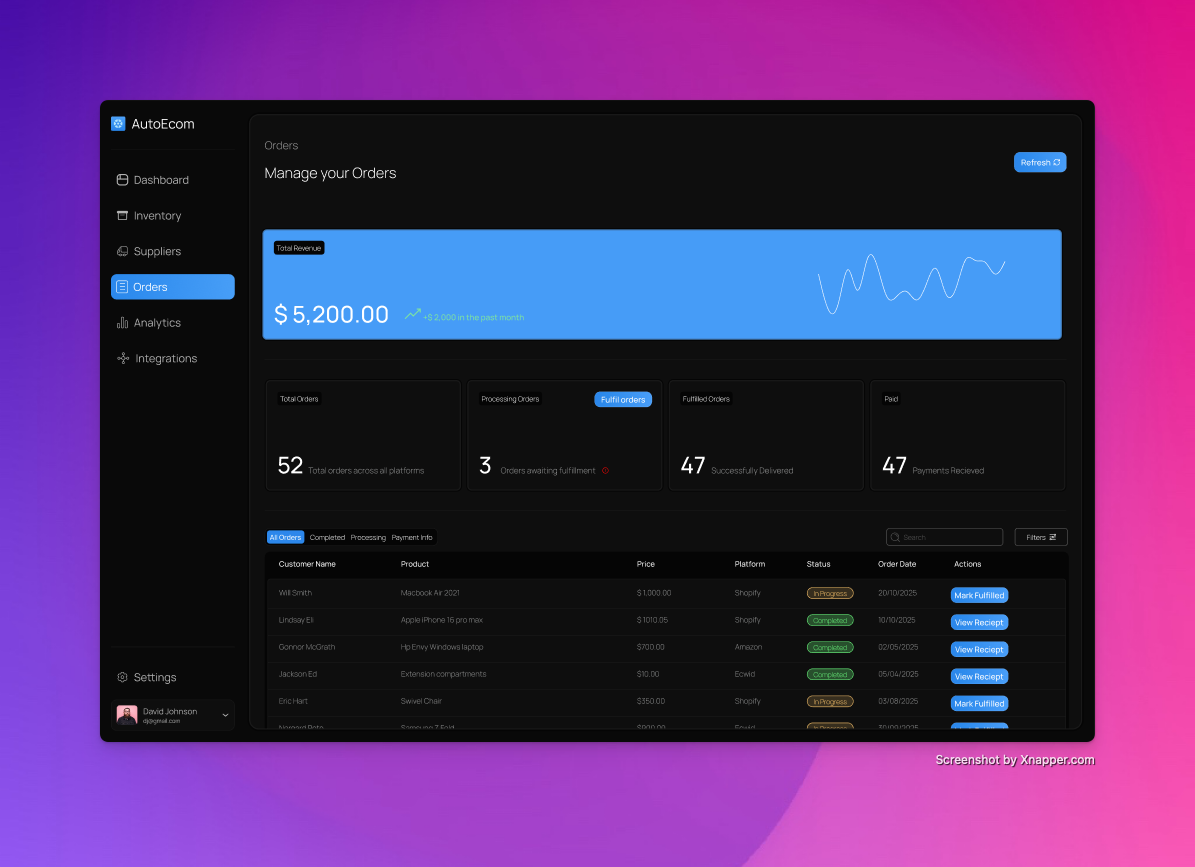 AutoEcom
Dashboard
Inventory
Suppliers
Orders
Analytics
Integrations
Settings
David Johnson
dj@gmail.com
Orders
Manage your Orders
Refresh
Total Revenue
$ 5,200.00
+$ 2,000 in the past month
Total Orders
52 Total orders across all platforms
Processing Orders
Fulfil orders
3 Orders awaiting fulfillment
Fulfilled Orders
47 Successfully Delivered
Paid
47 Payments Recieved
All Orders Completed Processing Payment Info
Search
Filters
Customer Name Product Price Platform Status Order Date Actions
Will Smith Macbook Air 2021 $ 1,000.00 Shopify In Progress 20/10/2025 Mark Fulfilled
Lindsay Eli Apple iPhone 16 pro max $ 1010.05 Shopify Completed 10/10/2025 View Reciept
Gonnor McGrath Hp Envy Windows laptop $700.00 Amazon Completed 02/05/2025 View Reciept
Jackson Ed Extension compartments $10.00 Ecwid Completed 05/04/2025 View Reciept
Eric Hart Swivel Chair $350.00 Shopify In Progress 03/08/2025 Mark Fulfilled
Screenshot by Xnapper.com